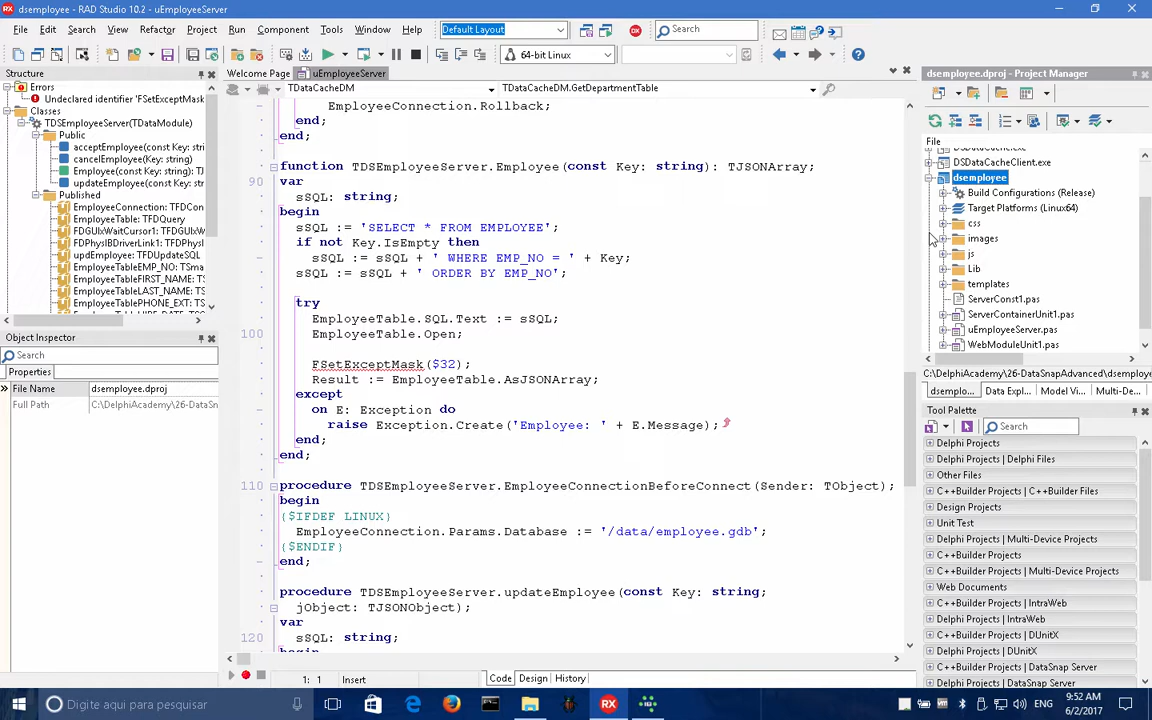 dsemployee - RAD Studio 10.2 - uEmployeeServer
File Edit Search View Refactor Project Run Component Tools Window Help
Default Layout
Search
64-bit Linux
Structure
Errors
Undeclared identifier 'FSetExceptMask
Classes
TDSEmployeeServer(TDataModule)
Public
acceptEmployee(const Key: stri
cancelEmployee(Key: string)
Employee(const Key: string): TJ
updateEmployee(const Key: stri
Published
EmployeeConnection: TFDCon
EmployeeTable: TFDQuery
FDGUIxWaitCursor1: TFDGUIx
FDPhysIBDriverLink1: TFDPhysI
updEmployee: TFDUpdateSQL
EmployeeTableEMP_NO: TSma
EmployeeTableFIRST_NAME: TS
EmployeeTableLAST_NAME: TS
EmployeeTablePHONE_EXT: TS
Object Inspector
Search
Properties
File Name dsemployee.dproj
Full Path C:\DelphiAcademy\26-DataSn
Welcome Page uEmployeeServer
TDataCacheDM TDataCacheDM.GetDepartmentTable
EmployeeConnection.Rollback;
end;
end;
function TDSEmployeeServer.Employee(const Key: string): TJSONArray;
90 var
sSQL: string;
begin
sSQL := 'SELECT * FROM EMPLOYEE';
if not Key.IsEmpty then
sSQL := sSQL + ' WHERE EMP_NO = ' + Key;
sSQL := sSQL + ' ORDER BY EMP_NO';
try
EmployeeTable.SQL.Text := sSQL;
100 EmployeeTable.Open;
FSetExceptMask($32);
Result := EmployeeTable.AsJSONArray;
except
on E: Exception do
raise Exception.Create('Employee: ' + E.Message);
end;
end;
110 procedure TDSEmployeeServer.EmployeeConnectionBeforeConnect(Sender: TObject);
begin
{$IFDEF LINUX}
EmployeeConnection.Params.Database := '/data/employee.gdb';
{$ENDIF}
end;
procedure TDSEmployeeServer.updateEmployee(const Key: string;
jObject: TJSONObject);
var
120 sSQL: string;
1: 1 Insert
Code Design History
dsemployee.dproj - Project Manager
File
DSDataCacheClient.exe
dsemployee
Build Configurations (Release)
Target Platforms (Linux64)
css
images
js
Lib
templates
ServerConst1.pas
ServerContainerUnit1.pas
uEmployeeServer.pas
WebModuleUnit1.pas
C:\DelphiAcademy\26-DataSnapAdvanced\dsemploye
dsemplo... Data Expl... Model Vi... Multi-De...
Tool Palette
Search
Delphi Projects
Delphi Projects | Delphi Files
Other Files
C++Builder Projects | C++Builder Files
Design Projects
Unit Test
Delphi Projects | Multi-Device Projects
C++Builder Projects
C++Builder Projects | Multi-Device Projects
Web Documents
C++Builder Projects | IntraWeb
Delphi Projects | IntraWeb
C++Builder Projects | DUnitX
Delphi Projects | DUnitX
C++Builder Projects | DataSnap Server
Delphi Projects | DataSnap Server
Digite aqui para pesquisar
ENG
9:52 AM
6/2/2017